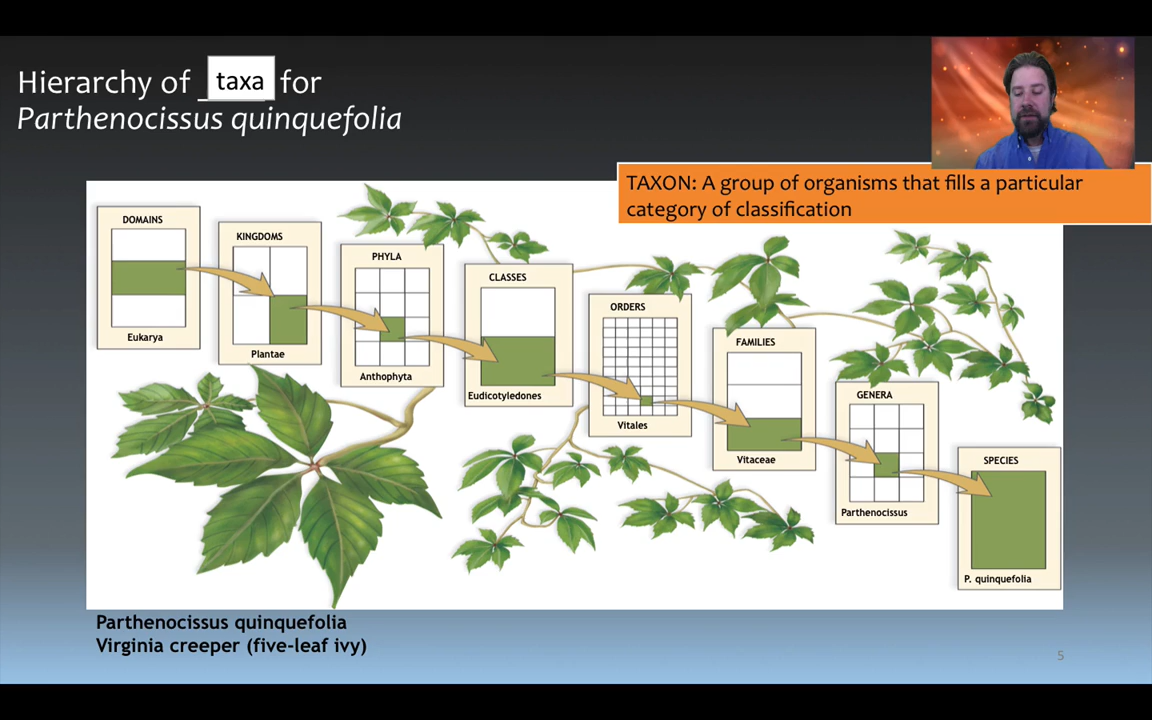 Hierarchy of taxa for
Parthenocissus quinquefolia
TAXON: A group of organisms that fills a particular
category of classification
DOMAINS
Eukarya
KINGDOMS
Plantae
PHYLA
Anthophyta
CLASSES
Eudicotyledones
ORDERS
Vitales
FAMILIES
Vitaceae
GENERA
Parthenocissus
SPECIES
P. quinquefolia
Parthenocissus quinquefolia
Virginia creeper (five-leaf ivy)
5